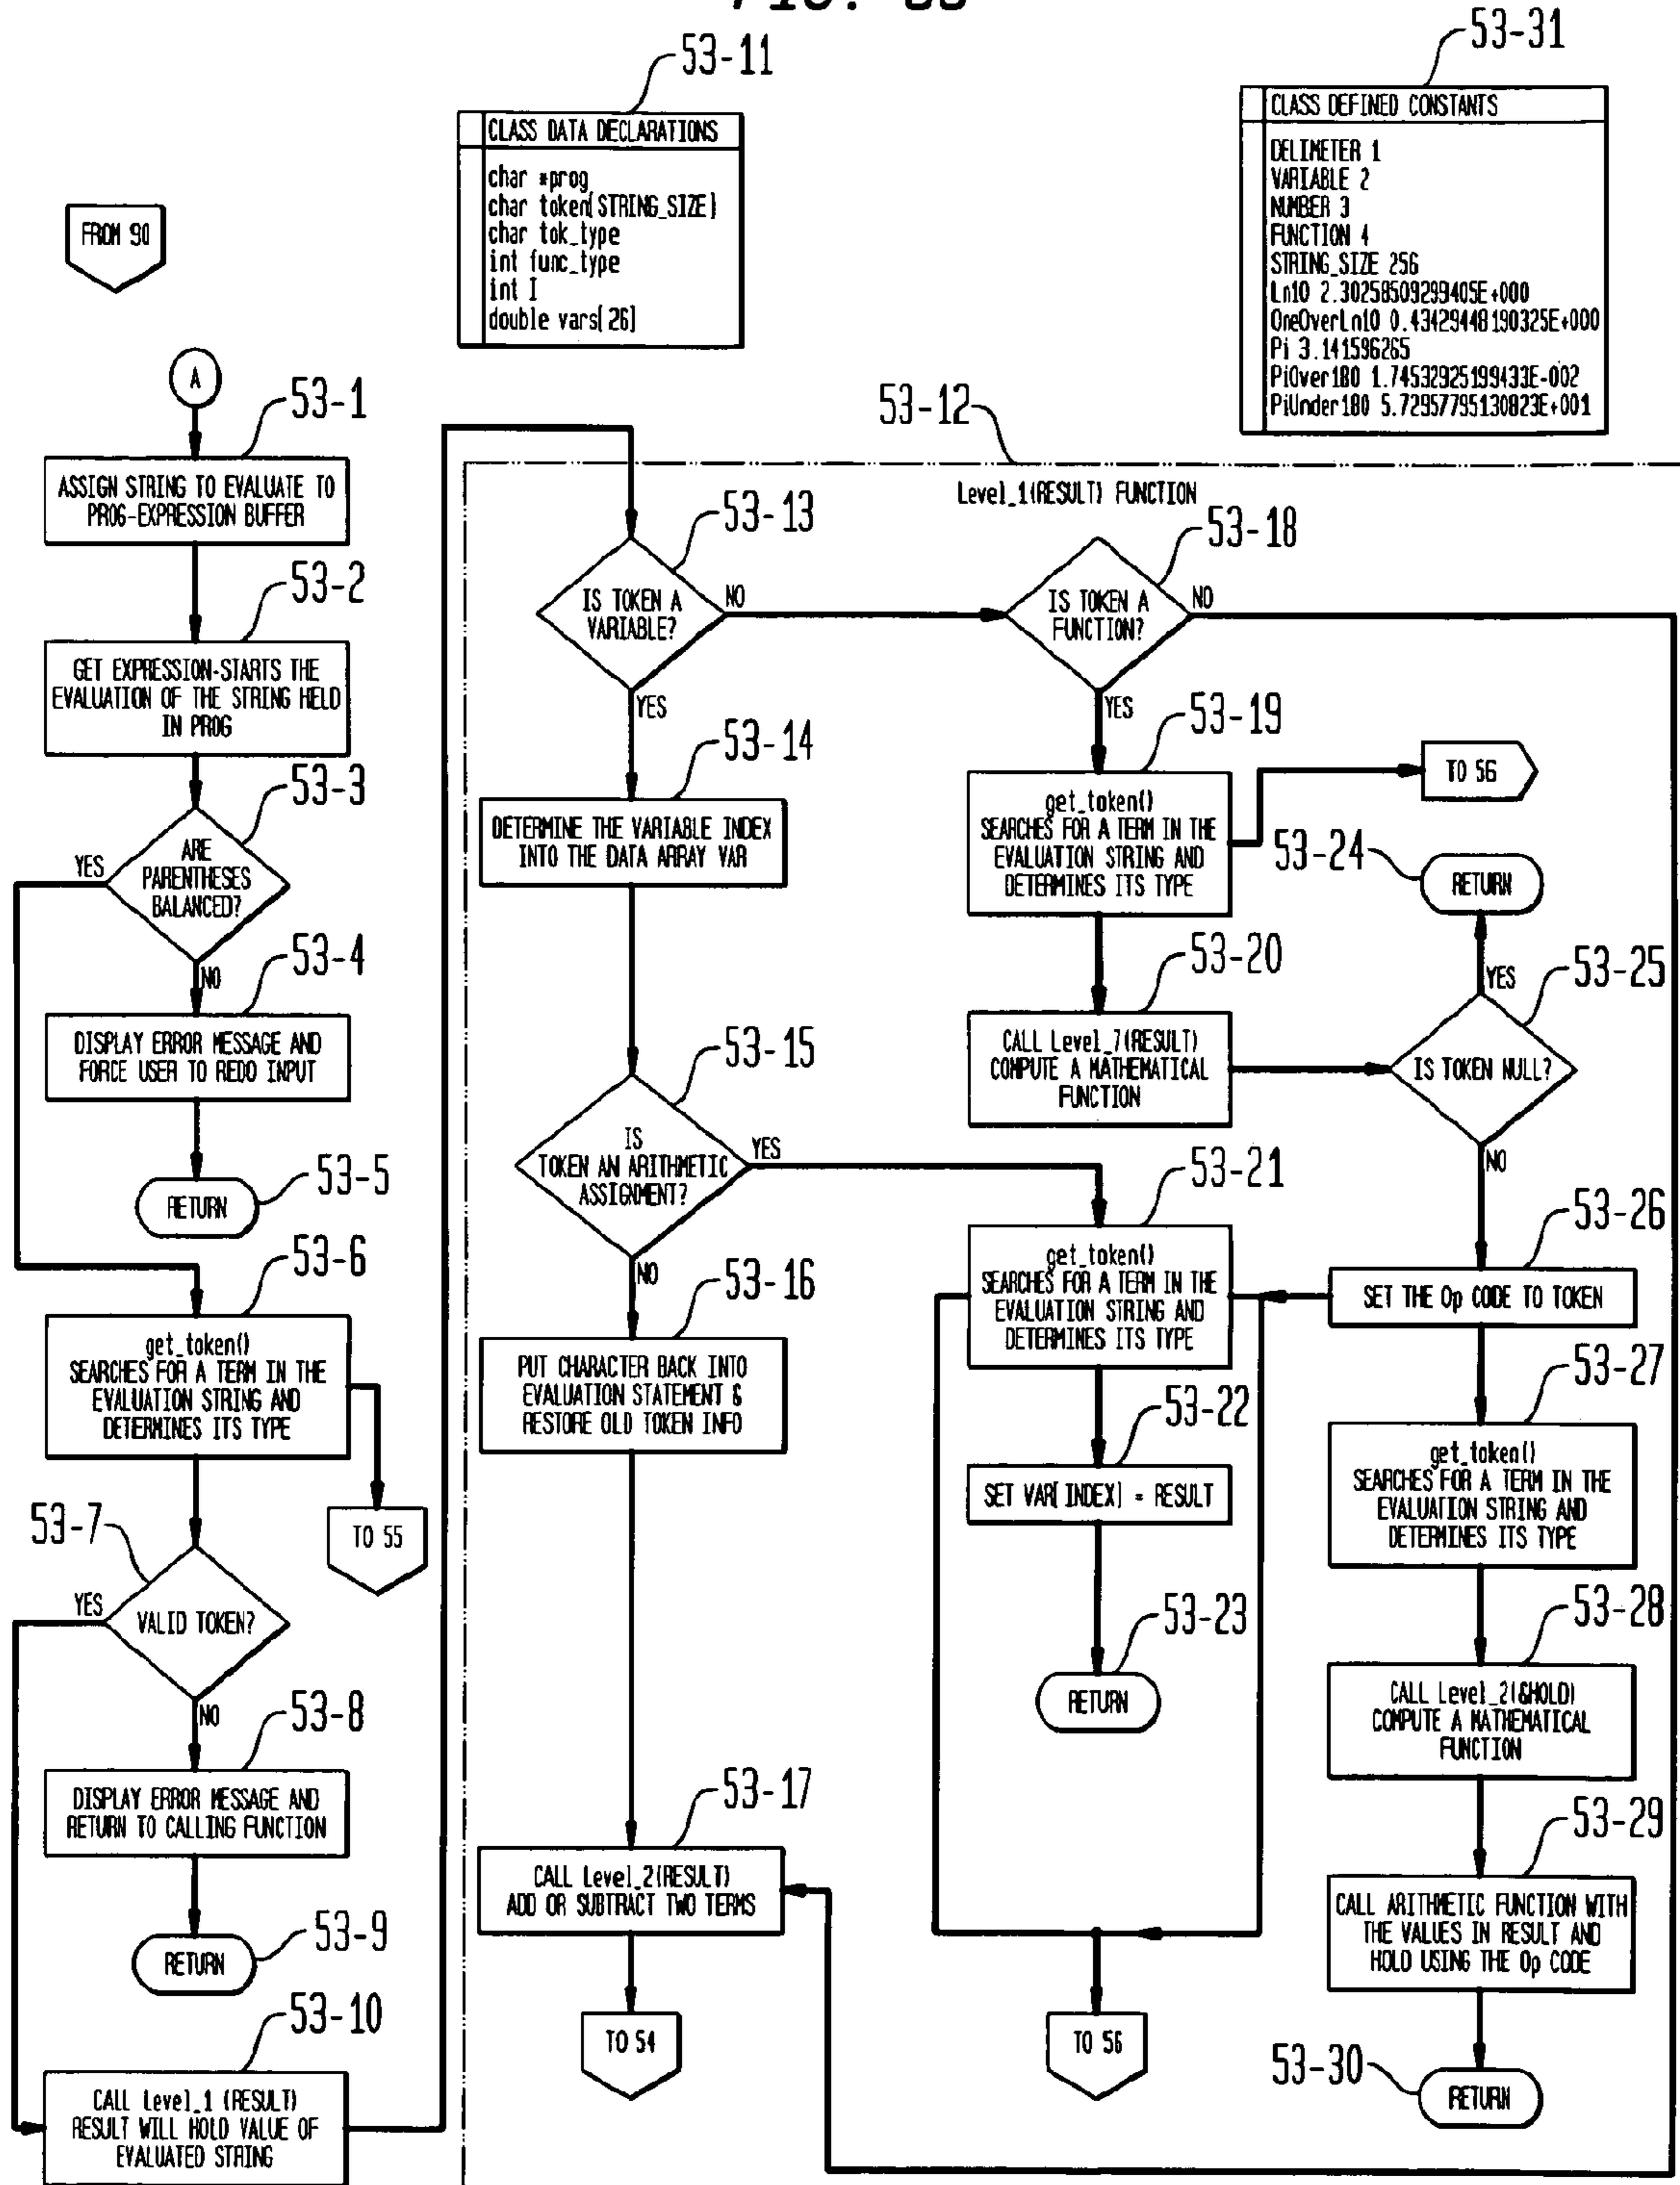 FIG. 53
53-11
53-31
CLASS DATA DECLARATIONS
char *prog
char token[STRING_SIZE]
char tok_type
int func_type
int I
double vars[26]
CLASS DEFINED CONSTANTS
DELIMETER 1
VARIABLE 2
NUMBER 3
FUNCTION 4
STRING_SIZE 256
Ln10 2.30258509299405E+000
OneOverLn10 0.43429448190325E+000
Pi 3.141596265
PiOver180 1.74532925199433E-002
PiUnder180 5.72957795130823E+001
FROM 90
A
53-1
ASSIGN STRING TO EVALUATE TO
PROG-EXPRESSION BUFFER
53-2
GET EXPRESSION-STARTS THE
EVALUATION OF THE STRING HELD
IN PROG
53-3
ARE
PARENTHESES
BALANCED?
YES
NO
53-4
DISPLAY ERROR MESSAGE AND
FORCE USER TO REDO INPUT
RETURN
53-5
53-6
get_token()
SEARCHES FOR A TERM IN THE
EVALUATION STRING AND
DETERMINES ITS TYPE
TO 55
53-7
VALID TOKEN?
YES
NO
53-8
DISPLAY ERROR MESSAGE AND
RETURN TO CALLING FUNCTION
53-9
RETURN
53-10
CALL Level_1 (RESULT)
RESULT WILL HOLD VALUE OF
EVALUATED STRING
53-12
Level_1(RESULT) FUNCTION
53-13
IS TOKEN A
VARIABLE?
NO
YES
53-14
DETERMINE THE VARIABLE INDEX
INTO THE DATA ARRAY VAR
53-15
IS
TOKEN AN ARITHMETIC
ASSIGNMENT?
YES
NO
53-16
PUT CHARACTER BACK INTO
EVALUATION STATEMENT &
RESTORE OLD TOKEN INFO
53-17
CALL Level_2(RESULT)
ADD OR SUBTRACT TWO TERMS
TO 54
53-18
IS TOKEN A
FUNCTION?
NO
YES
53-19
get_token()
SEARCHES FOR A TERM IN THE
EVALUATION STRING AND
DETERMINES ITS TYPE
TO 56
53-20
CALL Level_7(RESULT)
COMPUTE A MATHEMATICAL
FUNCTION
53-21
get_token()
SEARCHES FOR A TERM IN THE
EVALUATION STRING AND
DETERMINES ITS TYPE
53-22
SET VAR[INDEX] = RESULT
53-23
RETURN
TO 56
53-24
RETURN
YES
53-25
IS TOKEN NULL?
NO
53-26
SET THE Op CODE TO TOKEN
53-27
get_token()
SEARCHES FOR A TERM IN THE
EVALUATION STRING AND
DETERMINES ITS TYPE
53-28
CALL Level_2(&HOLD)
COMPUTE A MATHEMATICAL
FUNCTION
53-29
CALL ARITHMETIC FUNCTION WITH
THE VALUES IN RESULT AND
HOLD USING THE Op CODE
53-30
RETURN